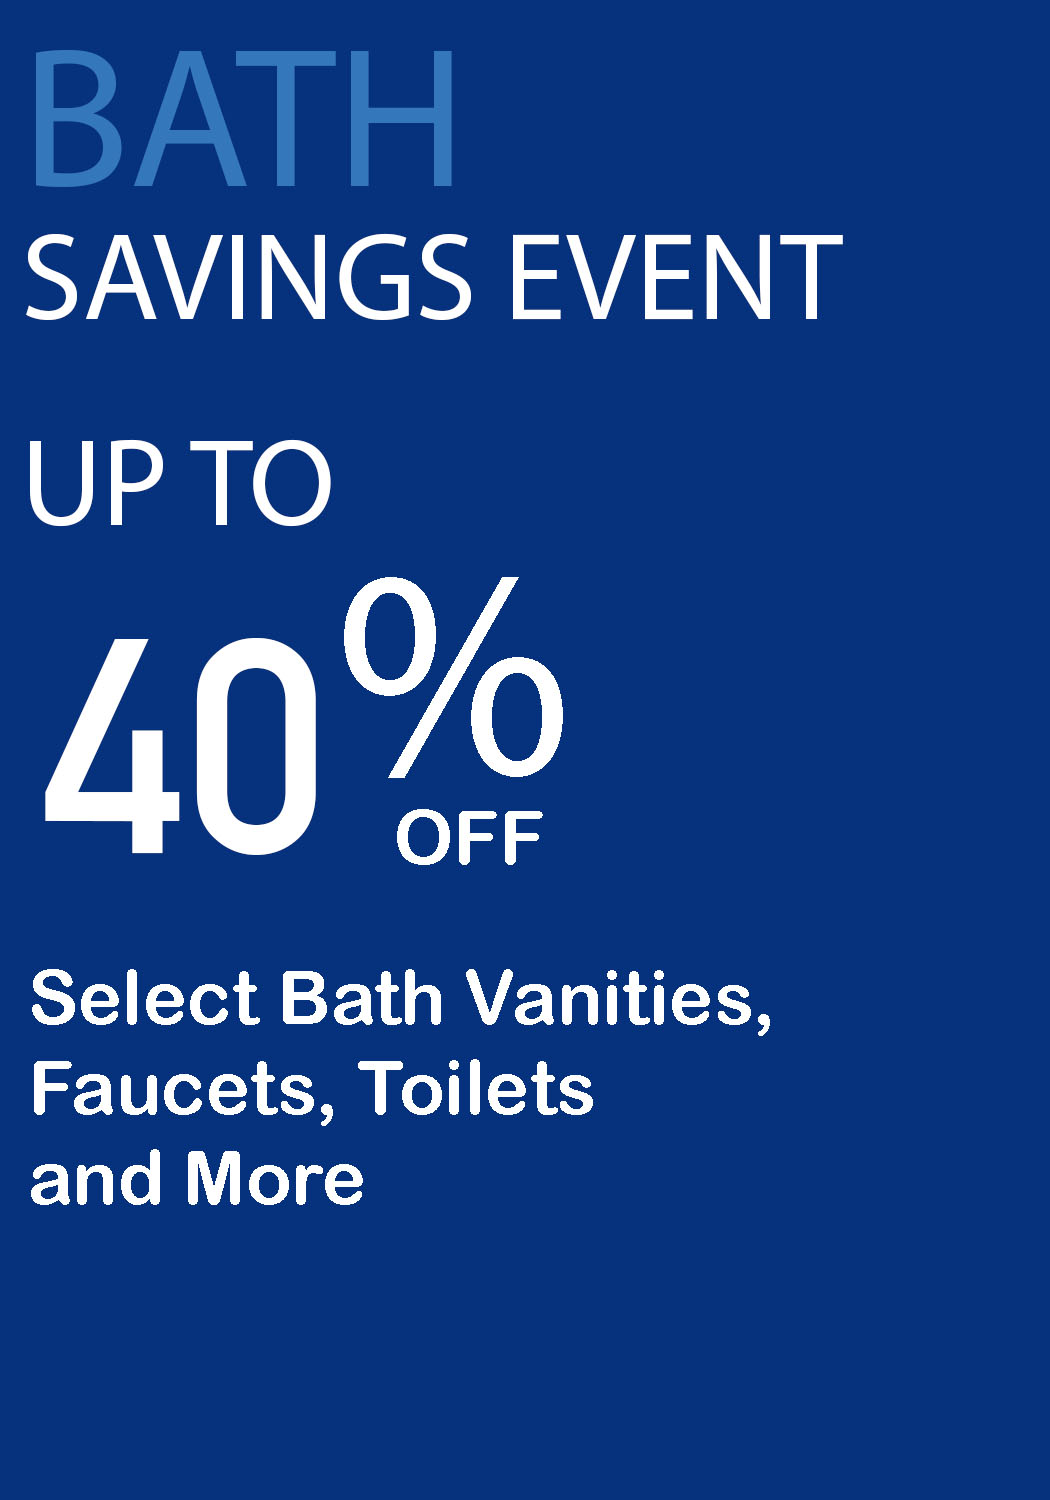 BATH
SAVINGS EVENT
UP TO
40%
OFF
Select Bath Vanities,
Faucets, Toilets
and More